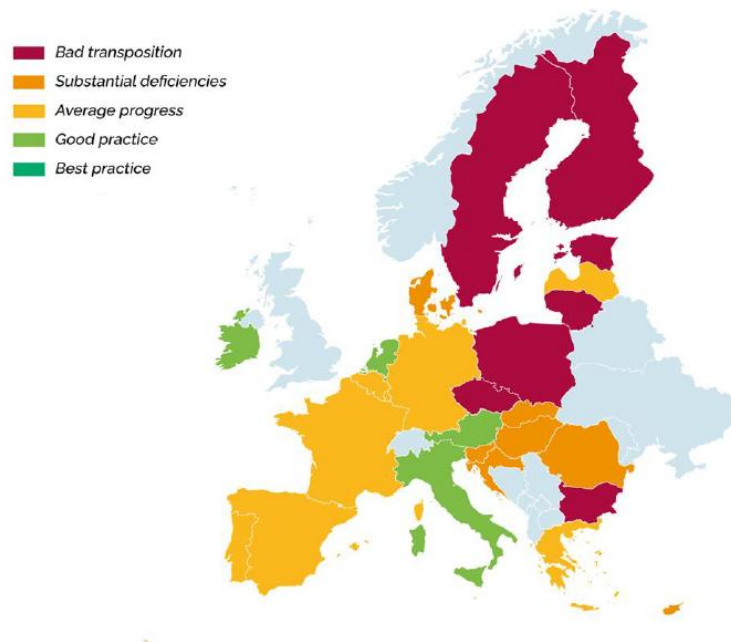 Bad transposition
Substantial deficiencies
Average progress
Good practice
Best practice